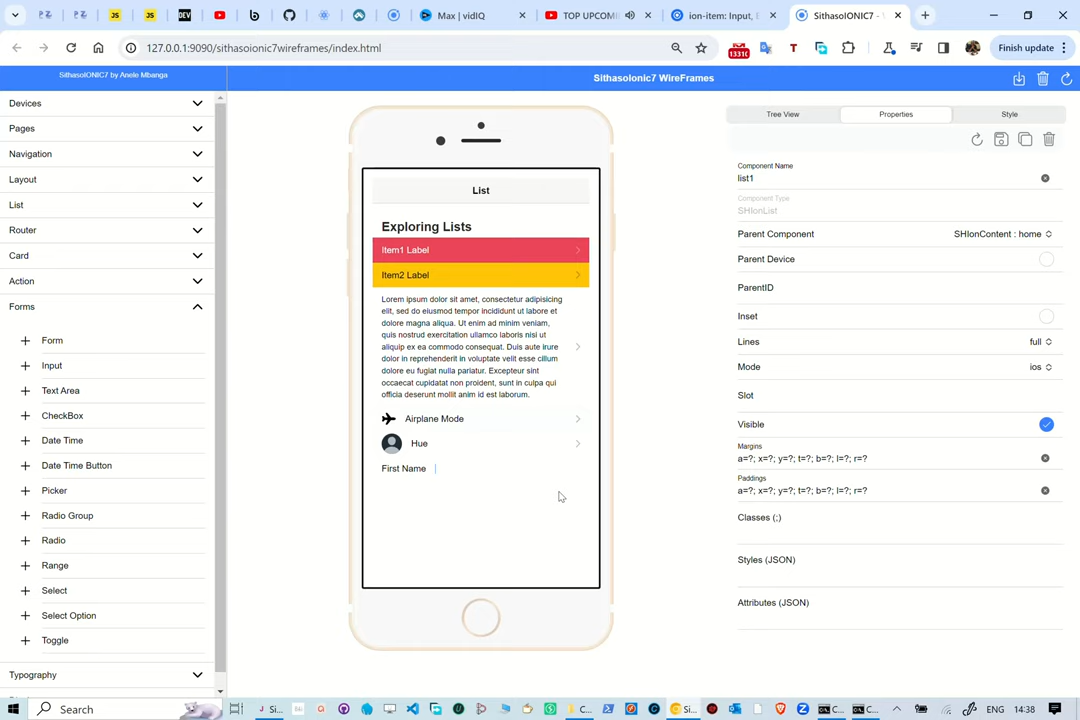 Max | vidIQ
TOP UPCOMI
ion-item: Input, E
SithasoIONIC7 -
127.0.0.1:9090/sithasoionic7wireframes/index.html
Finish update
SithasoIONIC7 by Anele Mbanga
SithasoIonic7 WireFrames
Devices
Pages
Navigation
Layout
List
Router
Card
Action
Forms
Form
Input
Text Area
CheckBox
Date Time
Date Time Button
Picker
Radio Group
Radio
Range
Select
Select Option
Toggle
Typography
List
Exploring Lists
Item1 Label
Item2 Label
Lorem ipsum dolor sit amet, consectetur adipisicing
elit, sed do eiusmod tempor incididunt ut labore et
dolore magna aliqua. Ut enim ad minim veniam,
quis nostrud exercitation ullamco laboris nisi ut
aliquip ex ea commodo consequat. Duis aute irure
dolor in reprehenderit in voluptate velit esse cillum
dolore eu fugiat nulla pariatur. Excepteur sint
occaecat cupidatat non proident, sunt in culpa qui
officia deserunt mollit anim id est laborum.
Airplane Mode
Hue
First Name
Tree View
Properties
Style
Component Name
list1
Component Type
SHIonList
Parent Component SHIonContent : home
Parent Device
ParentID
Inset
Lines full
Mode ios
Slot
Visible
Margins
a=?; x=?; y=?; t=?; b=?; l=?; r=?
Paddings
a=?; x=?; y=?; t=?; b=?; l=?; r=?
Classes (;)
Styles (JSON)
Attributes (JSON)
Search
ENG
14:38